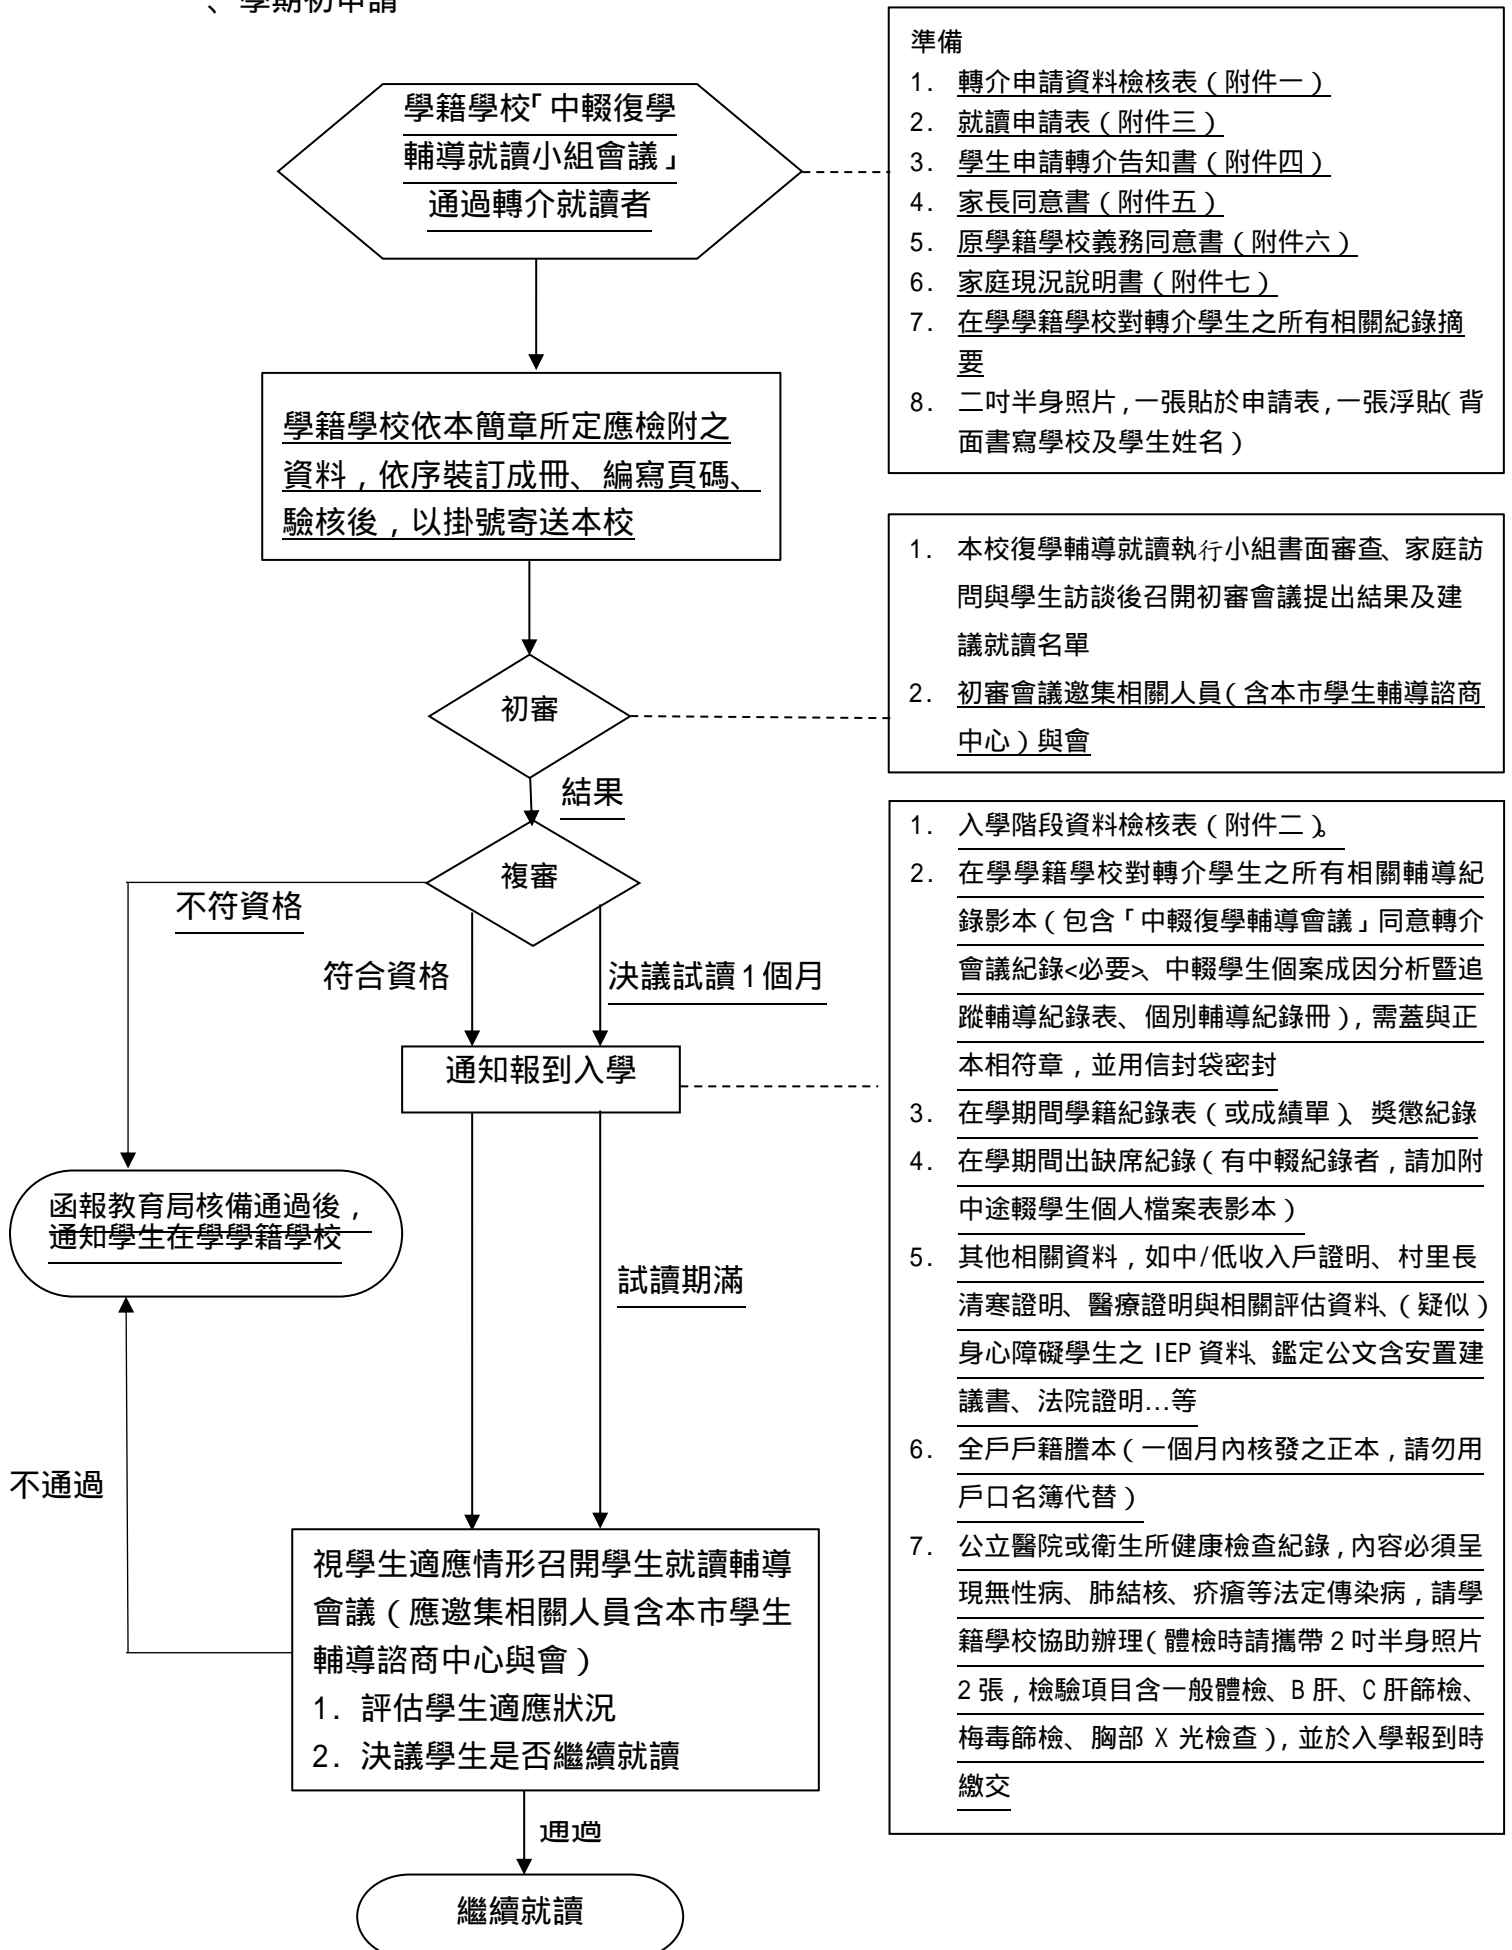 、學期初申請
學籍學校「中輟復學
輔導就讀小組會議」
通過轉介就讀者
準備
1. 轉介申請資料檢核表（附件一）
2. 就讀申請表（附件三）
3. 學生申請轉介告知書（附件四）
4. 家長同意書（附件五）
5. 原學籍學校義務同意書（附件六）
6. 家庭現況說明書（附件七）
7. 在學學籍學校對轉介學生之所有相關紀錄摘
要
8. 二吋半身照片，一張貼於申請表，一張浮貼（背
面書寫學校及學生姓名）
學籍學校依本簡章所定應檢附之
資料，依序裝訂成冊、編寫頁碼、
驗核後，以掛號寄送本校
1. 本校復學輔導就讀執行小組書面審查、家庭訪
問與學生訪談後召開初審會議提出結果及建
議就讀名單
2. 初審會議邀集相關人員（含本市學生輔導諮商
中心）與會
初審
結果
複審
不符資格
符合資格
決議試讀1個月
通知報到入學
1. 入學階段資料檢核表（附件二）。
2. 在學學籍學校對轉介學生之所有相關輔導紀
錄影本（包含「中輟復學輔導會議」同意轉介
會議紀錄<必要>、中輟學生個案成因分析暨追
蹤輔導紀錄表、個別輔導紀錄冊），需蓋與正
本相符章，並用信封袋密封
3. 在學期間學籍紀錄表（或成績單）、獎懲紀錄
4. 在學期間出缺席紀錄（有中輟紀錄者，請加附
中途輟學生個人檔案表影本）
5. 其他相關資料，如中/低收入戶證明、村里長
清寒證明、醫療證明與相關評估資料、（疑似）
身心障礙學生之 IEP 資料、鑑定公文含安置建
議書、法院證明…等
6. 全戶戶籍謄本（一個月內核發之正本，請勿用
戶口名簿代替）
7. 公立醫院或衛生所健康檢查紀錄，內容必須呈
現無性病、肺結核、疥瘡等法定傳染病，請學
籍學校協助辦理（體檢時請攜帶 2 吋半身照片
2 張，檢驗項目含一般體檢、B 肝、C 肝篩檢、
梅毒篩檢、胸部 X 光檢查），並於入學報到時
繳交
函報教育局核備通過後，
通知學生在學學籍學校
試讀期滿
不通過
視學生適應情形召開學生就讀輔導
會議（應邀集相關人員含本市學生
輔導諮商中心與會）
1. 評估學生適應狀況
2. 決議學生是否繼續就讀
通過
繼續就讀